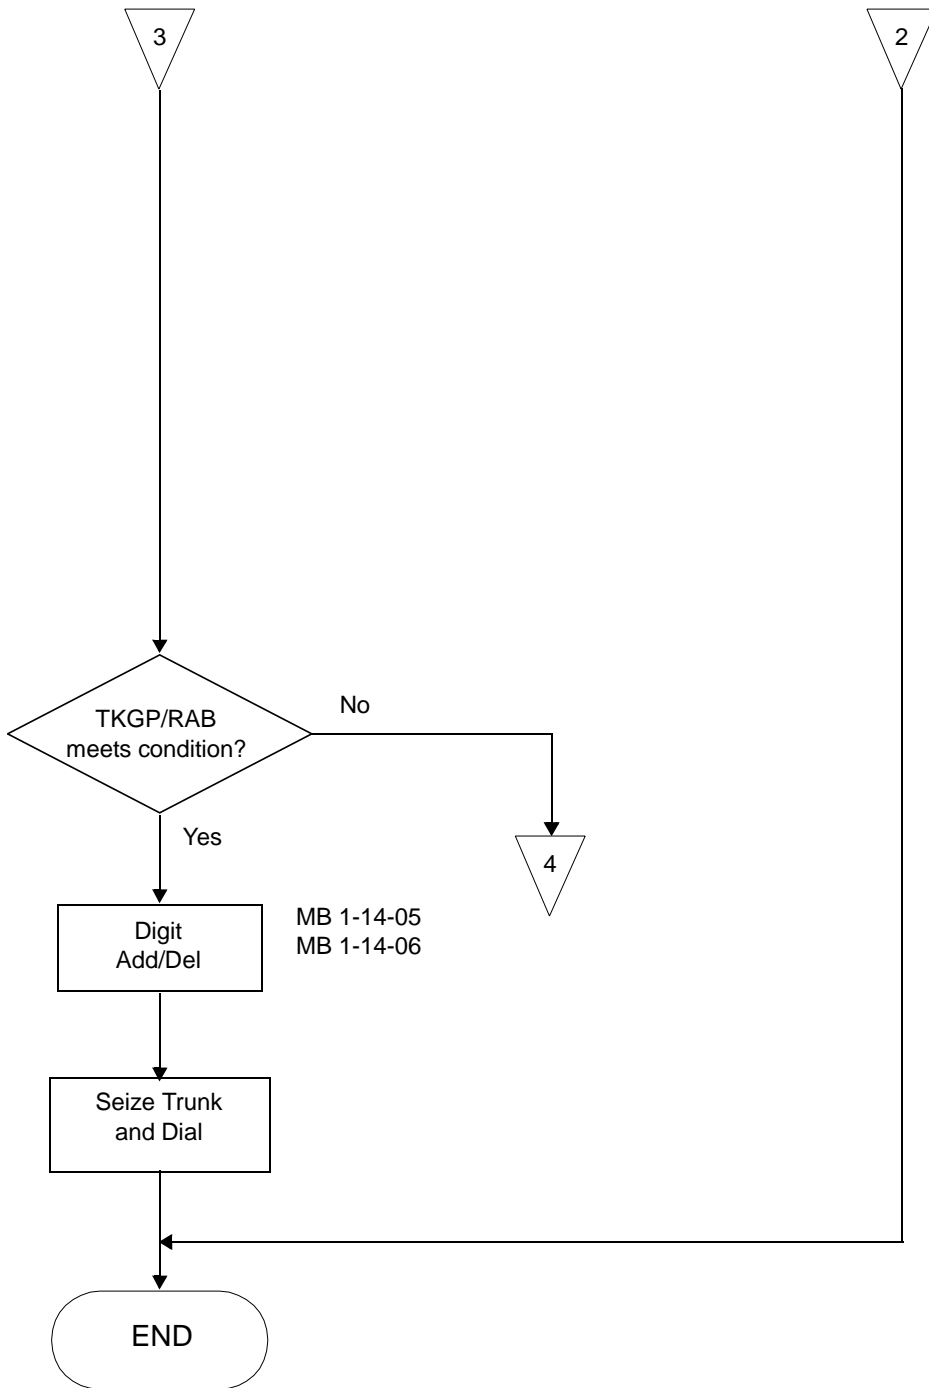 3
2
TKGP/RAB
meets condition?
No
Yes
4
Digit
Add/Del
MB 1-14-05
MB 1-14-06
Seize Trunk
and Dial
END